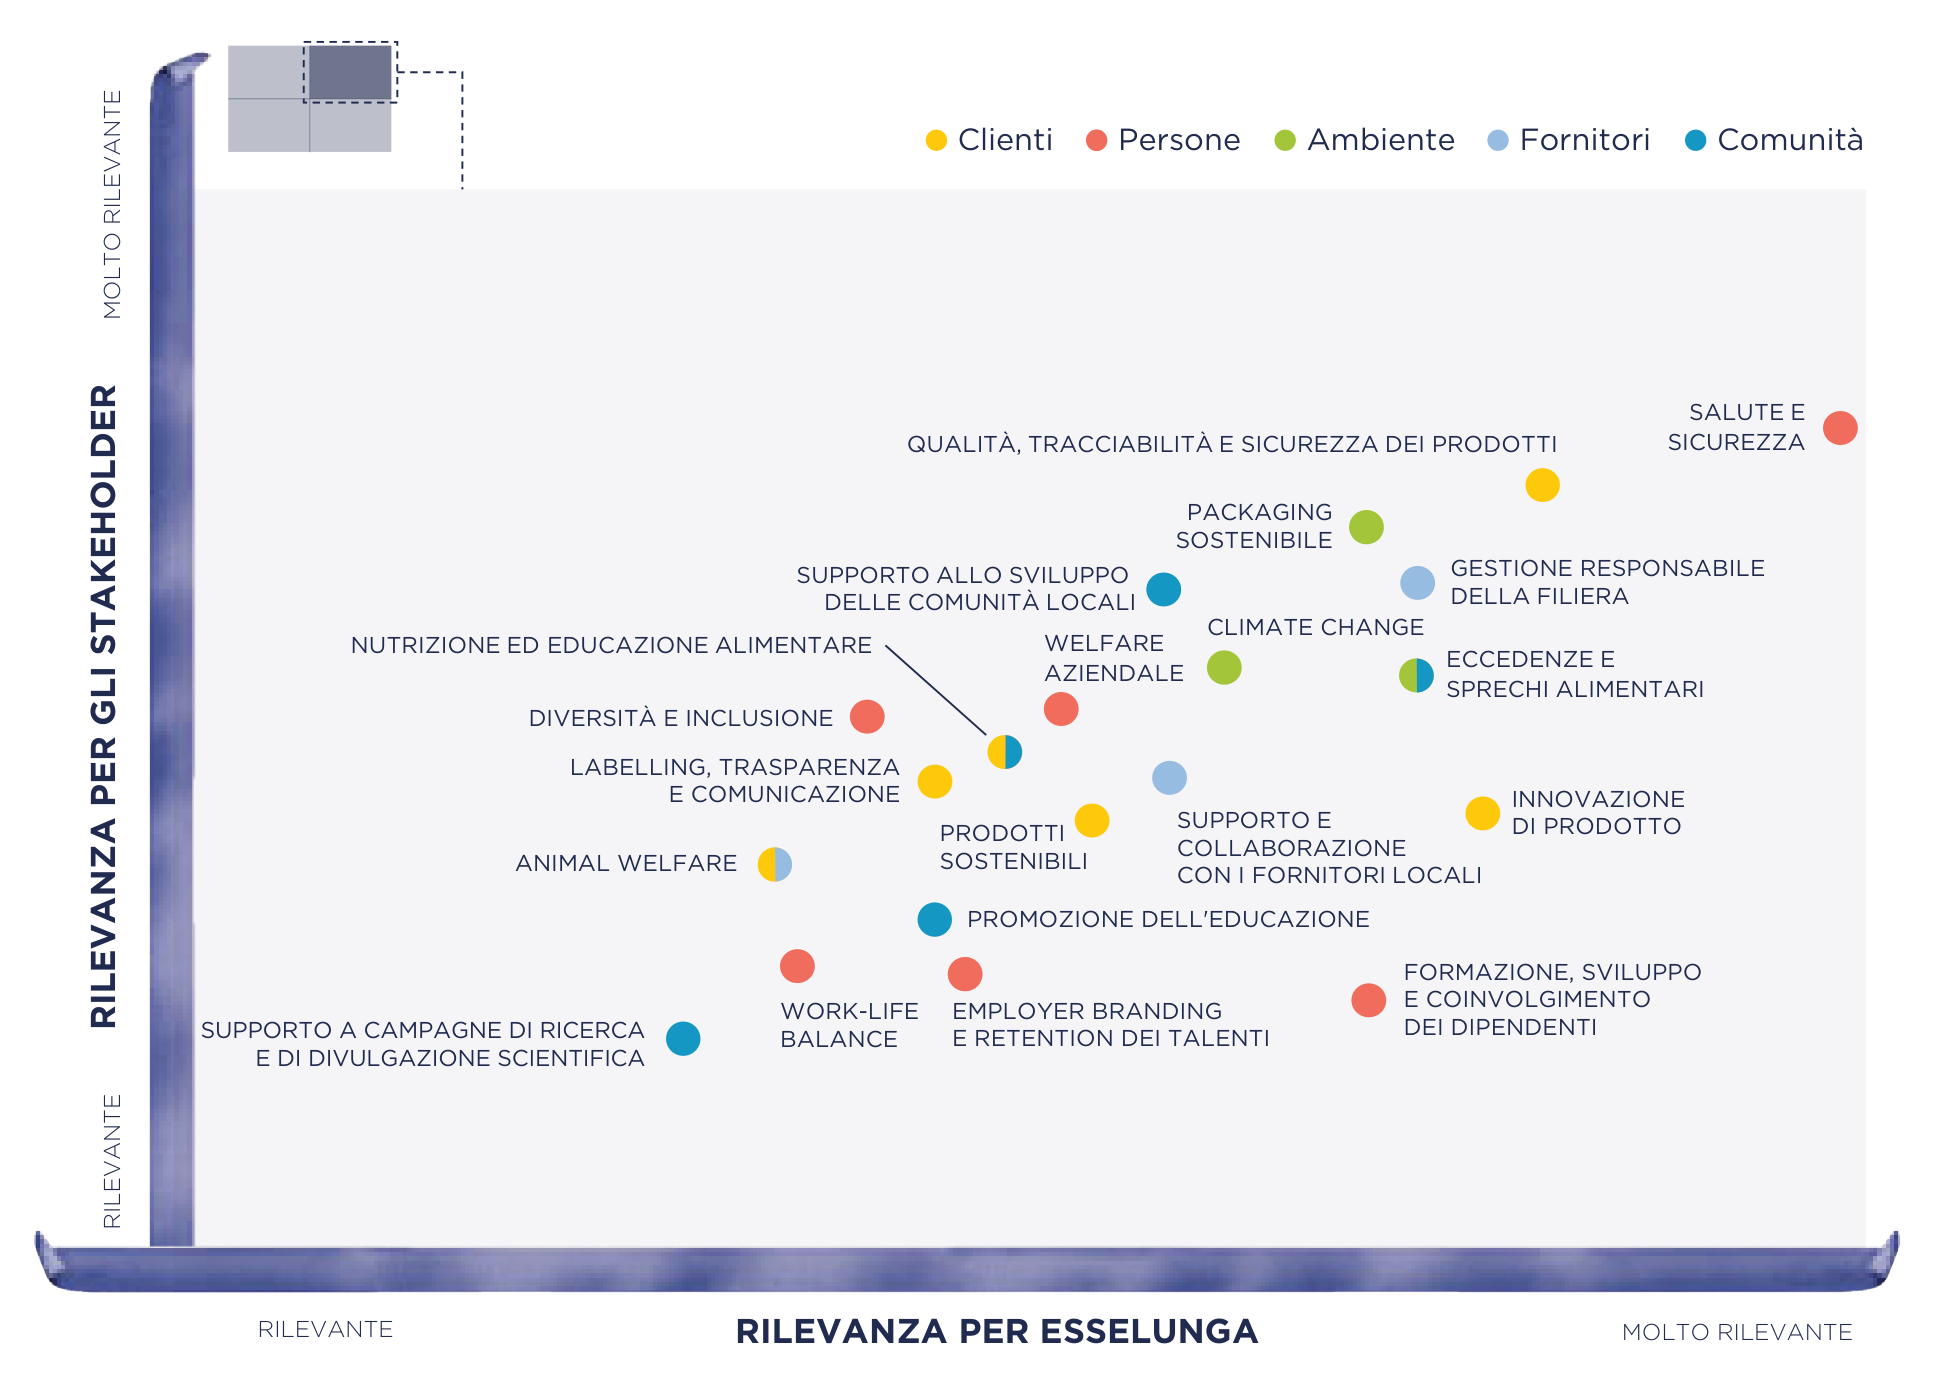 Clienti
Persone
Ambiente
Fornitori
Comunità
MOLTO RILEVANTE
RILEVANZA PER GLI STAKEHOLDER
RILEVANTE
SALUTE E
SICUREZZA
QUALITÀ, TRACCIABILITÀ E SICUREZZA DEI PRODOTTI
PACKAGING
SOSTENIBILE
GESTIONE RESPONSABILE
DELLA FILIERA
SUPPORTO ALLO SVILUPPO
DELLE COMUNITÀ LOCALI
CLIMATE CHANGE
NUTRIZIONE ED EDUCAZIONE ALIMENTARE
WELFARE
AZIENDALE
ECCEDENZE E
SPRECHI ALIMENTARI
DIVERSITÀ E INCLUSIONE
LABELLING, TRASPARENZA
E COMUNICAZIONE
PRODOTTI
SOSTENIBILI
SUPPORTO E
COLLABORAZIONE
CON I FORNITORI LOCALI
INNOVAZIONE
DI PRODOTTO
ANIMAL WELFARE
PROMOZIONE DELL'EDUCAZIONE
WORK-LIFE
BALANCE
EMPLOYER BRANDING
E RETENTION DEI TALENTI
FORMAZIONE, SVILUPPO
E COINVOLGIMENTO
DEI DIPENDENTI
SUPPORTO A CAMPAGNE DI RICERCA
E DI DIVULGAZIONE SCIENTIFICA
RILEVANTE
RILEVANZA PER ESSELUNGA
MOLTO RILEVANTE